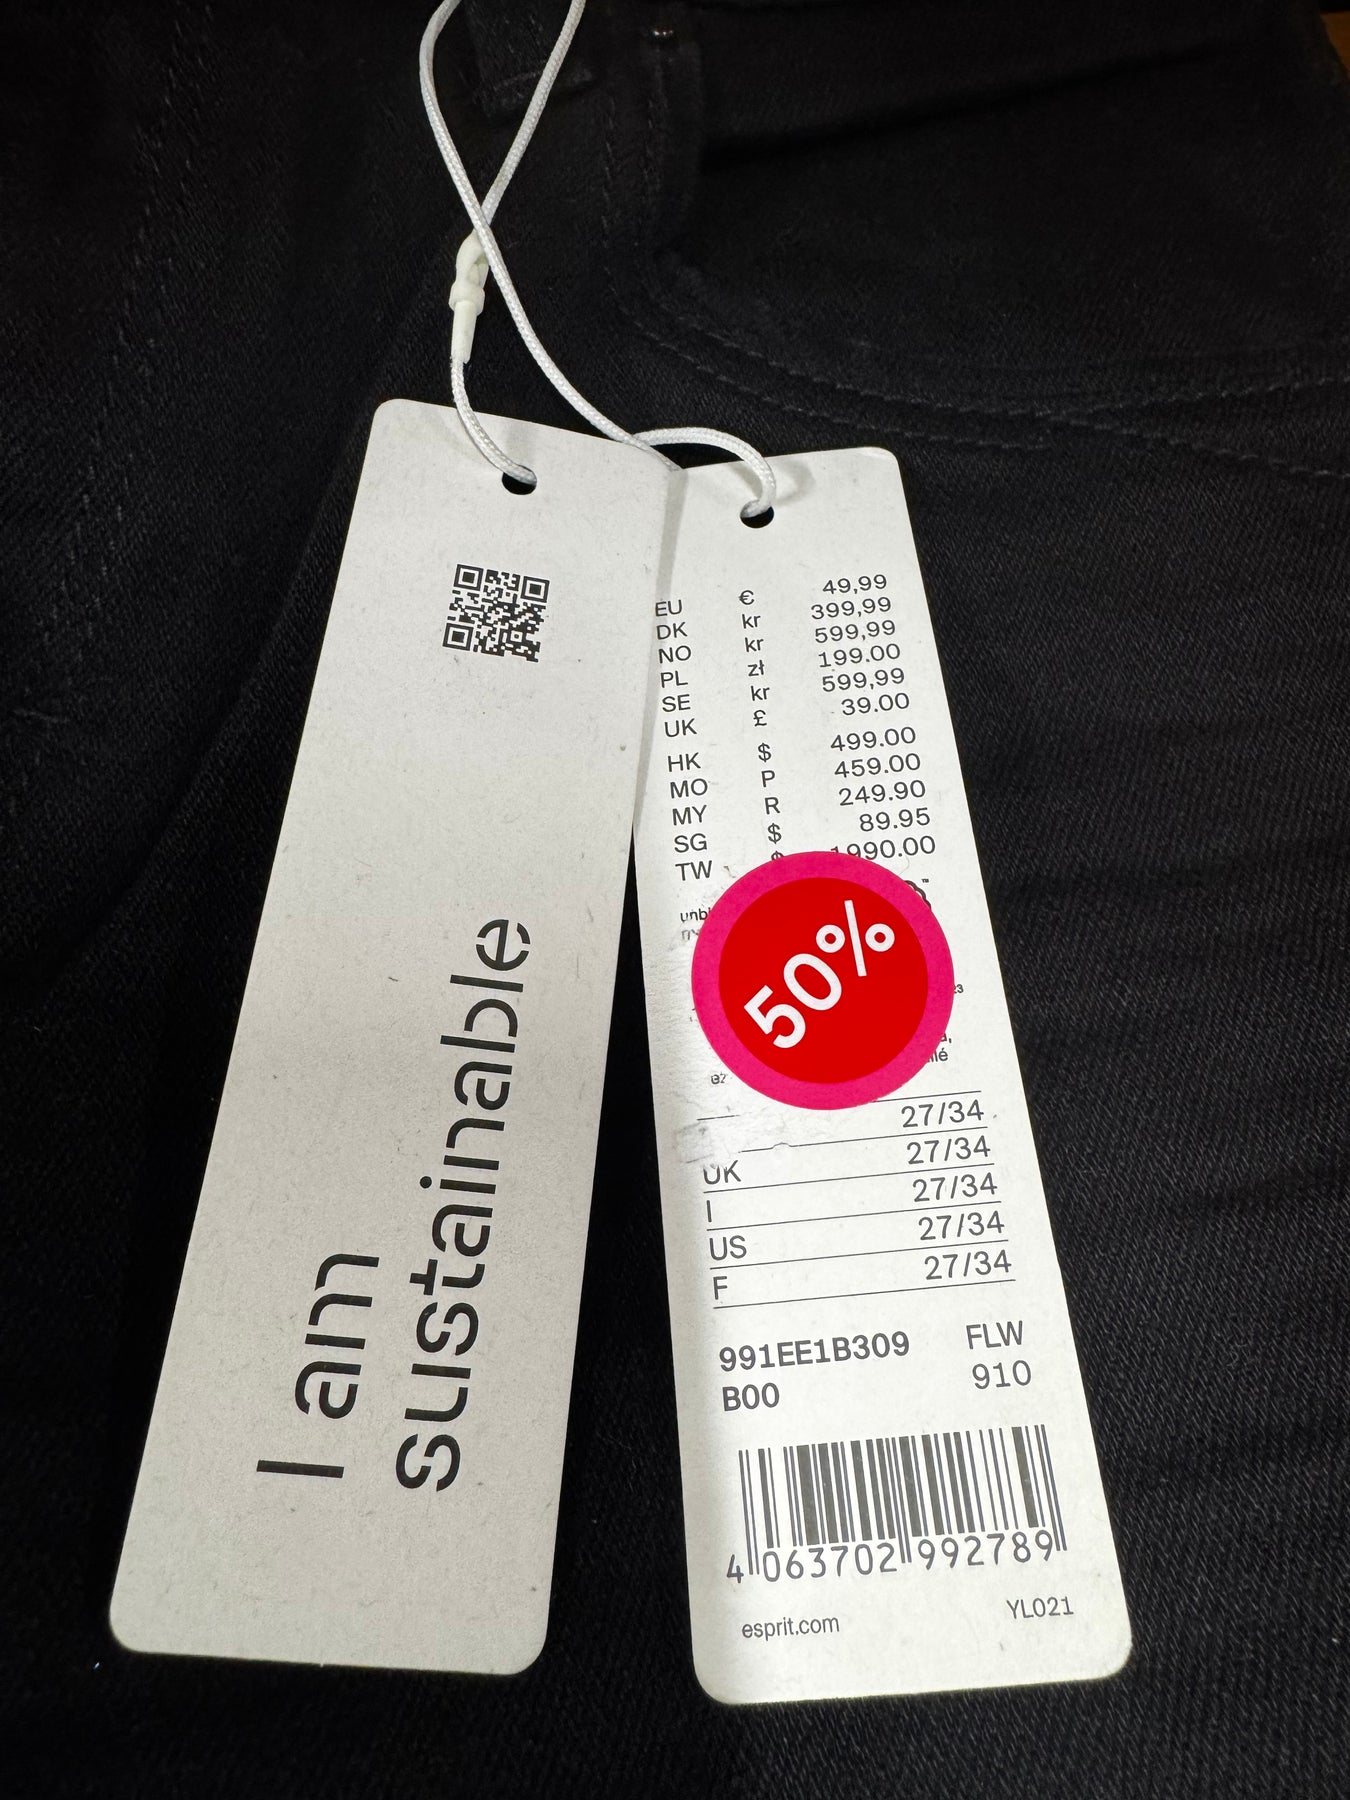 I am
sustainable
EU € 49,99
DK kr 399,99
NO kr 599,99
PL zł 199.00
SE kr 599,99
UK £ 39.00
HK $ 499.00
MO P 459.00
MY R 249.90
SG $ 89.95
TW $ 1990.00
50%
27/34
UK 27/34
I 27/34
US 27/34
F 27/34
991EE1B309 FLW
B00 910
4 063702 992789
esprit.com YL021